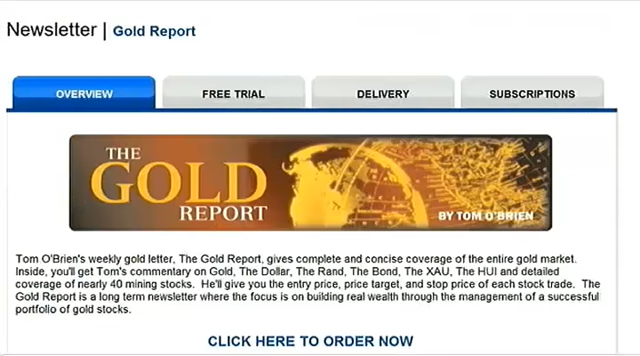 Newsletter | Gold Report
OVERVIEW
FREE TRIAL
DELIVERY
SUBSCRIPTIONS
THE
GOLD
REPORT
BY TOM O'BRIEN
Tom O'Brien's weekly gold letter, The Gold Report, gives complete and concise coverage of the entire gold market.
Inside, you'll get Tom's commentary on Gold, The Dollar, The Rand, The Bond, The XAU, The HUI and detailed
coverage of nearly 40 mining stocks. He'll give you the entry price, price target, and stop price of each stock trade. The
Gold Report is a long term newsletter where the focus is on building real wealth through the management of a successful
portfolio of gold stocks.
CLICK HERE TO ORDER NOW